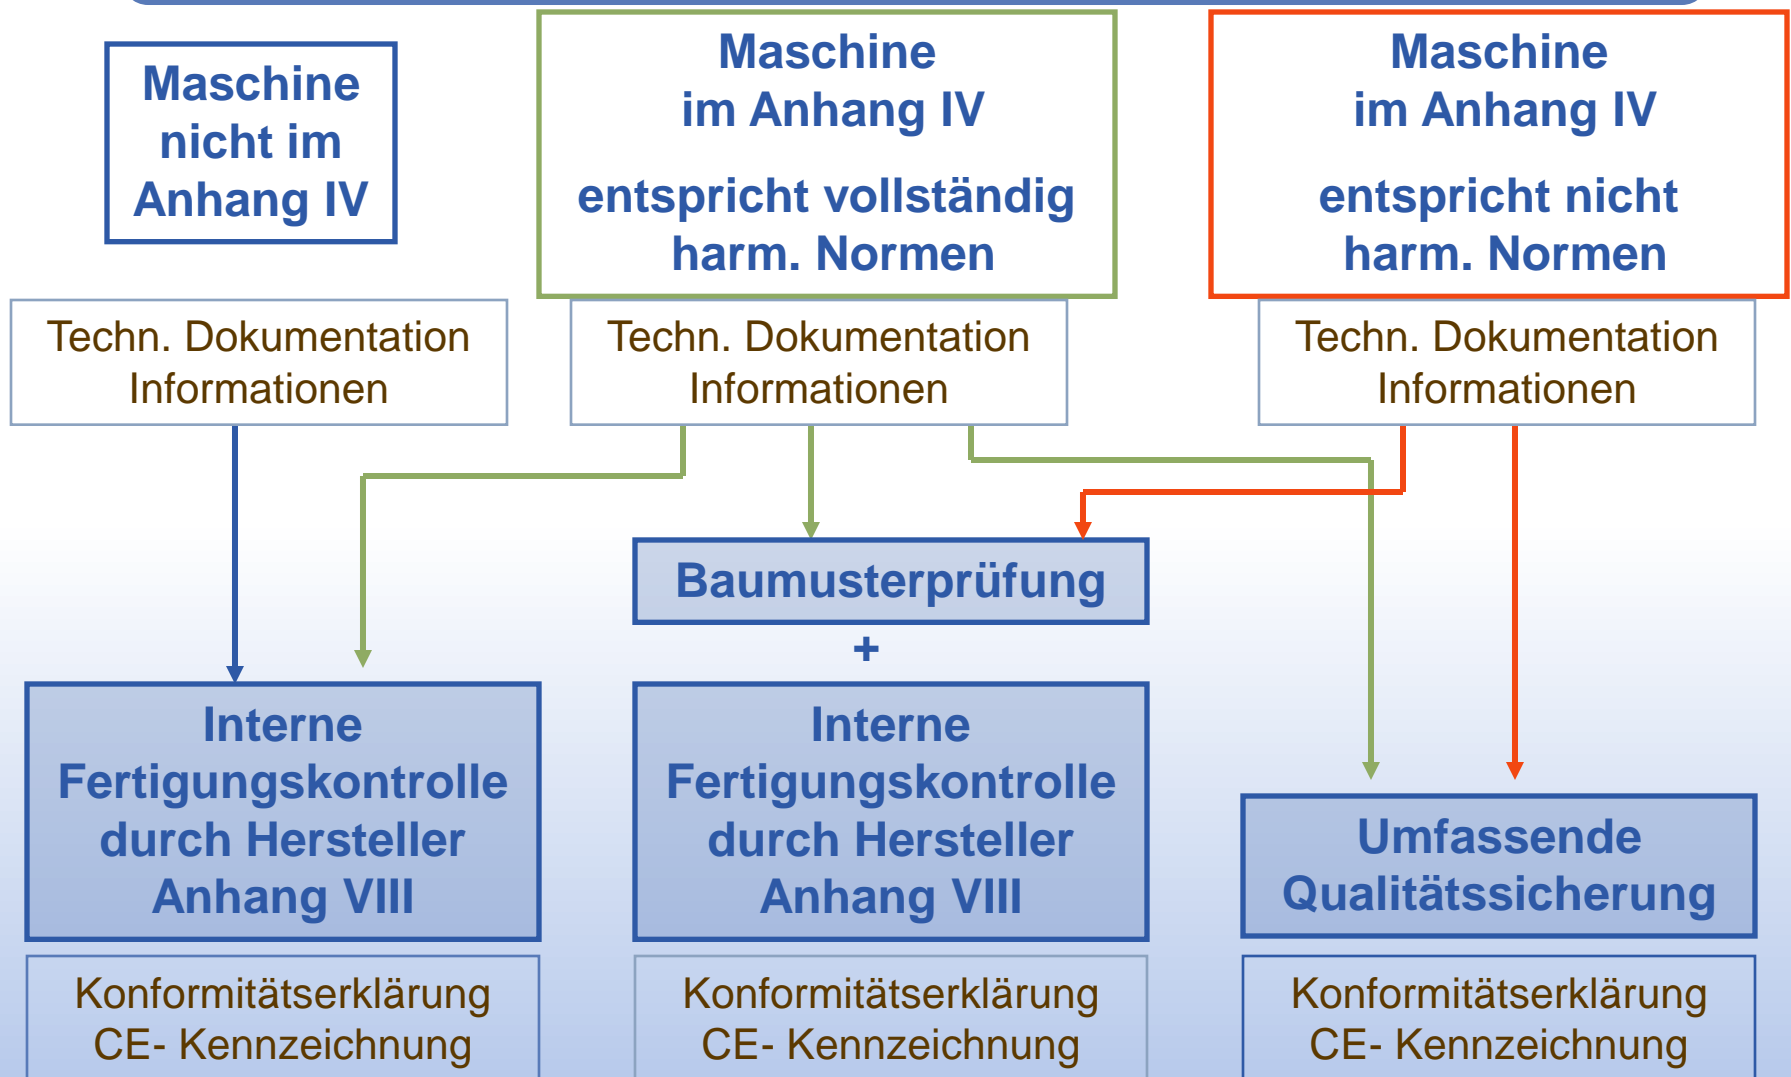 Maschine
nicht im
Anhang IV
Maschine
im Anhang IV
entspricht vollständig
harm. Normen
Maschine
im Anhang IV
entspricht nicht
harm. Normen
Techn. Dokumentation
Informationen
Techn. Dokumentation
Informationen
Techn. Dokumentation
Informationen
Baumusterprüfung
+
Interne
Fertigungskontrolle
durch Hersteller
Anhang VIII
Interne
Fertigungskontrolle
durch Hersteller
Anhang VIII
Umfassende
Qualitätssicherung
Konformitätserklärung
CE- Kennzeichnung
Konformitätserklärung
CE- Kennzeichnung
Konformitätserklärung
CE- Kennzeichnung